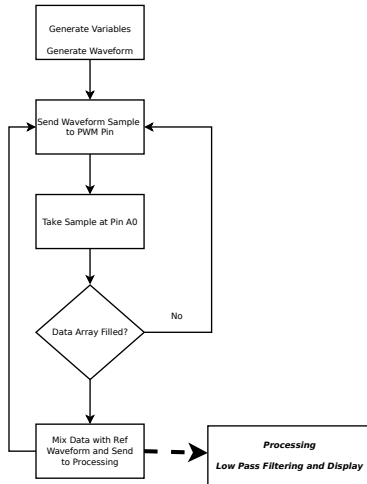 Generate Variables
Generate Waveform
Send Waveform Sample
to PWM Pin
Take Sample at Pin A0
Data Array Filled?
No
Mix Data with Ref
Waveform and Send
to Processing
Processing
Low Pass Filtering and Display